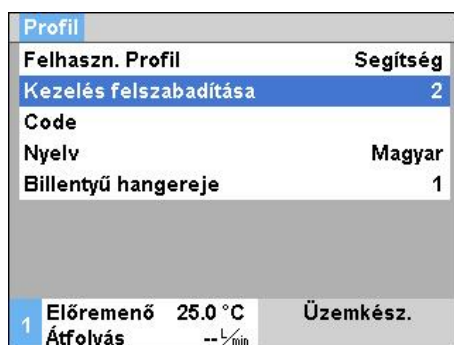 Profil
Felhaszn. Profil Segítség
Kezelés felszabadítása 2
Code
Nyelv Magyar
Billentyű hangereje 1
1 Előremenő 25.0 °C Üzemkész.
Átfolyás -- L/min